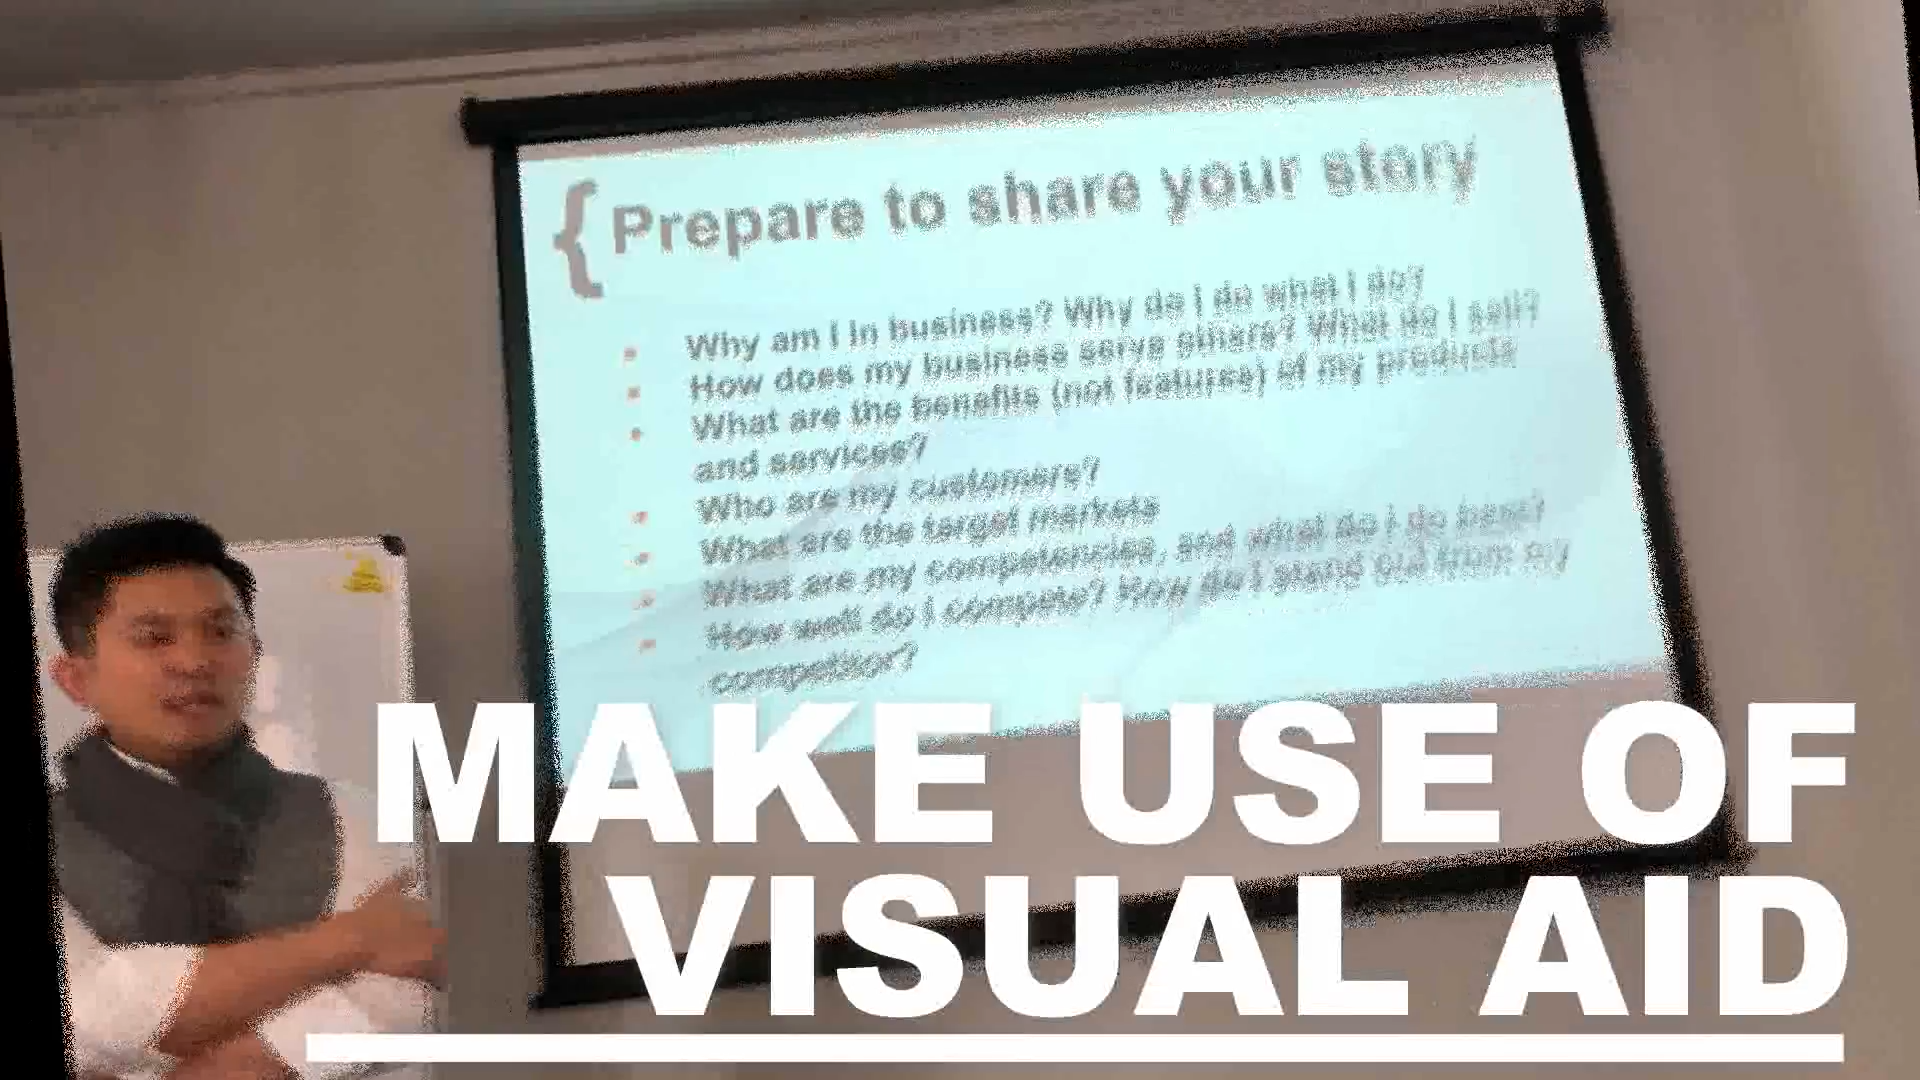 { Prepare to share your story
• Why am I in business? Why do I do what I do?
• How does my business serve others? What do I sell?
• What are the benefits (not features) of my products
and services?
• Who are my customers?
• What are the target markets
• What are my competencies, and what do I do best?
• How well do I compete? How do I stand out from my
competitor?
MAKE USE OF
VISUAL AID